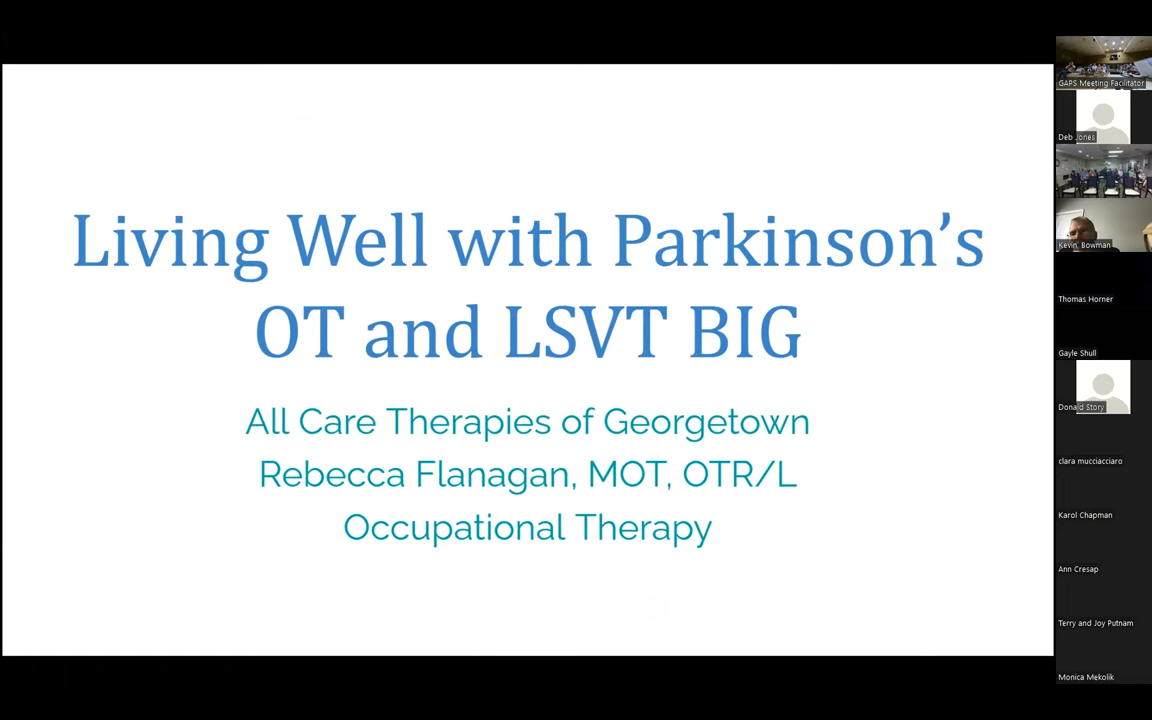 Living Well with Parkinson's
OT and LSVT BIG
All Care Therapies of Georgetown
Rebecca Flanagan, MOT, OTR/L
Occupational Therapy
GAPS Meeting Facilitator
Deb Jones
Kevin, Bowman
Thomas Horner
Gayle Shull
Donald Story
clara mucciacciaro
Karol Chapman
Ann Cresap
Terry and Joy Putnam
Monica Mekolik